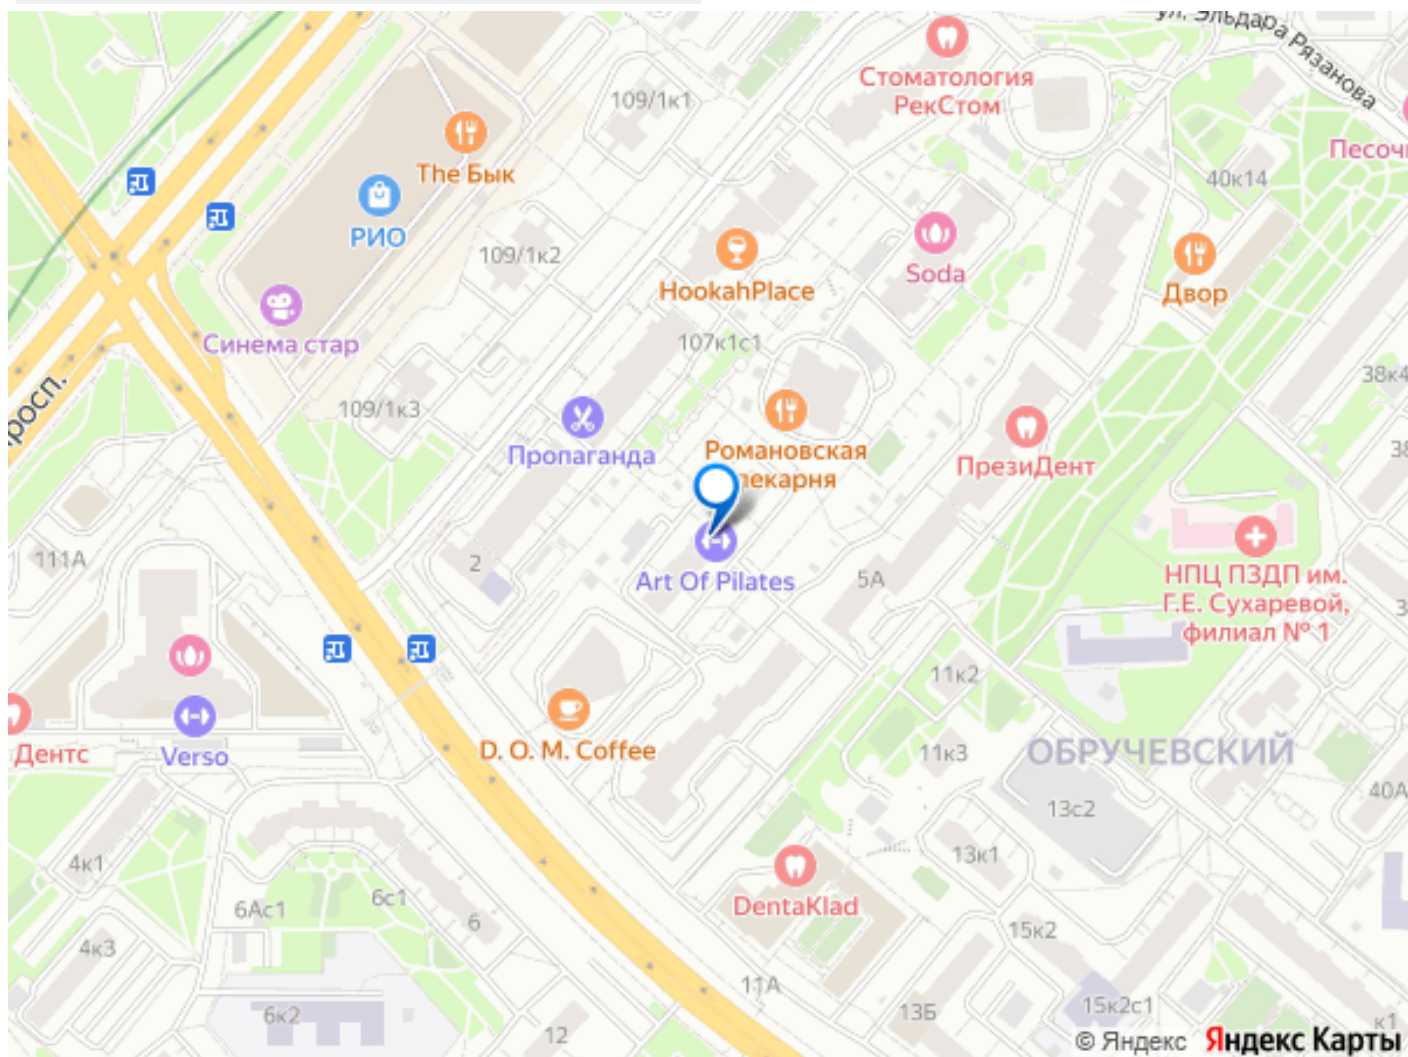 ул. Эльдара Рязанова
Стоматология
РекСтом
109/1к1
The Бык
40к14
РИО
109/1к2
HookahPlace
Soda
Двор
Синема стар
107к1с1
38к4
109/1к3
просп.
Пропаганда
Романовская
пекарня
ПрезиДент
111А
2
Art Of Pilates
5А
НПЦ ПЗДП им.
Г.Е. Сухаревой,
филиал № 1
11к2
Verso
Дентс
D. O. M. Coffee
11к3
ОБРУЧЕВСКИЙ
13с2
40А
4к1
13к1
6Ас1
6с1
6
DentaKlad
4к3
15к2
11А
6к2
12
13Б
15к2с1
к1
© Яндекс Яндекс Карты